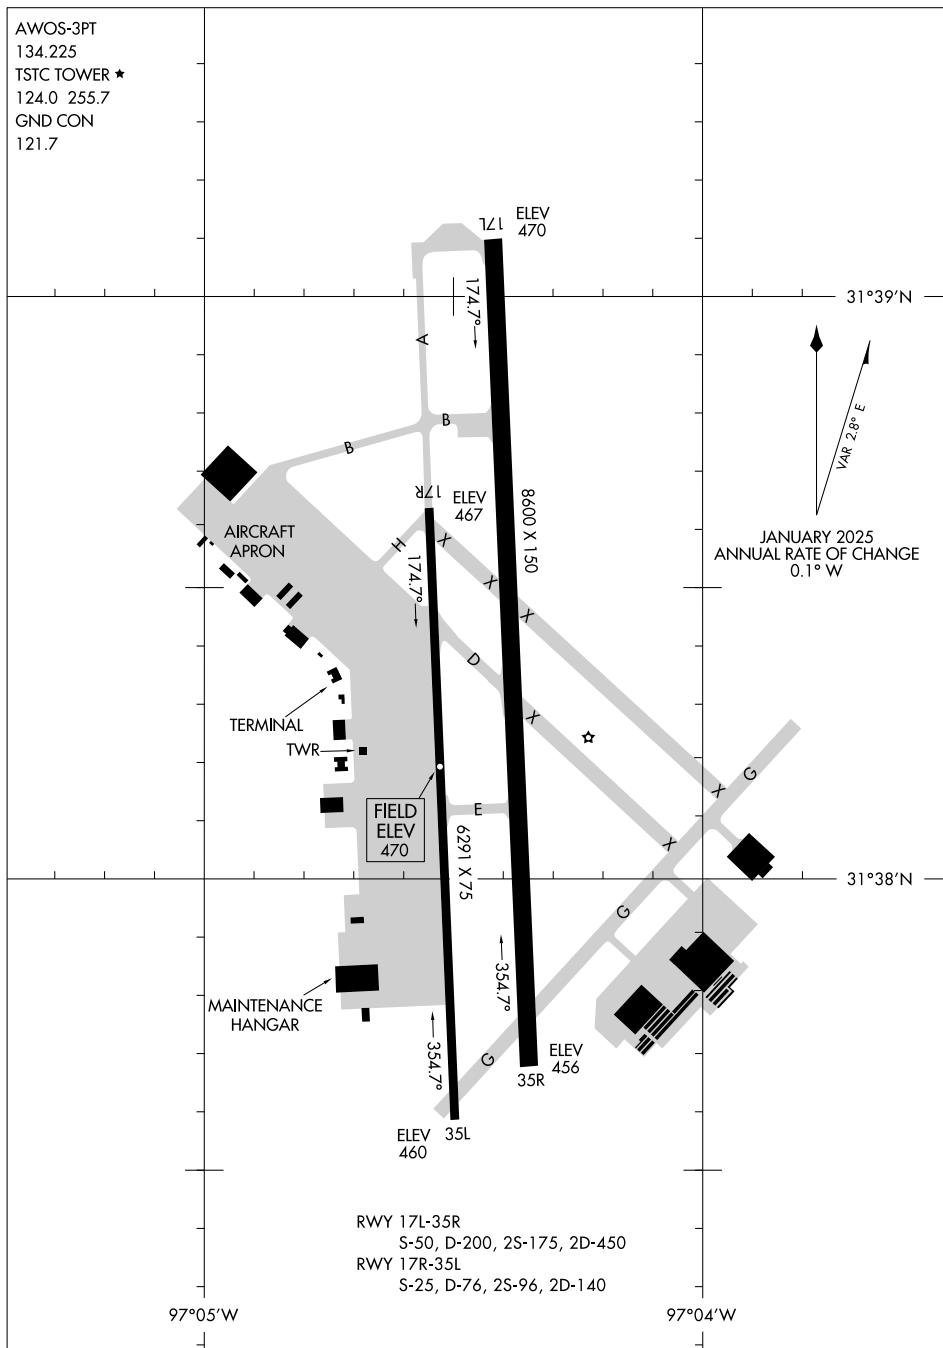 AWOS-3PT
134.225
TSTC TOWER ★
124.0 255.7
GND CON
121.7
17L
ELEV
470
174.7°
31°39'N
A
B
B
VAR 2.8° E
JANUARY 2025
ANNUAL RATE OF CHANGE
0.1° W
17R
ELEV
467
8600 X 150
AIRCRAFT
APRON
H
X
174.7°
X
X
D
X
TERMINAL
TWR
G
X
FIELD
ELEV
470
E
6291 X 75
X
31°38'N
G
354.7°
MAINTENANCE
HANGAR
354.7°
G
ELEV
456
35R
ELEV
460
35L
RWY 17L-35R
S-50, D-200, 2S-175, 2D-450
RWY 17R-35L
S-25, D-76, 2S-96, 2D-140
97°05'W
97°04'W